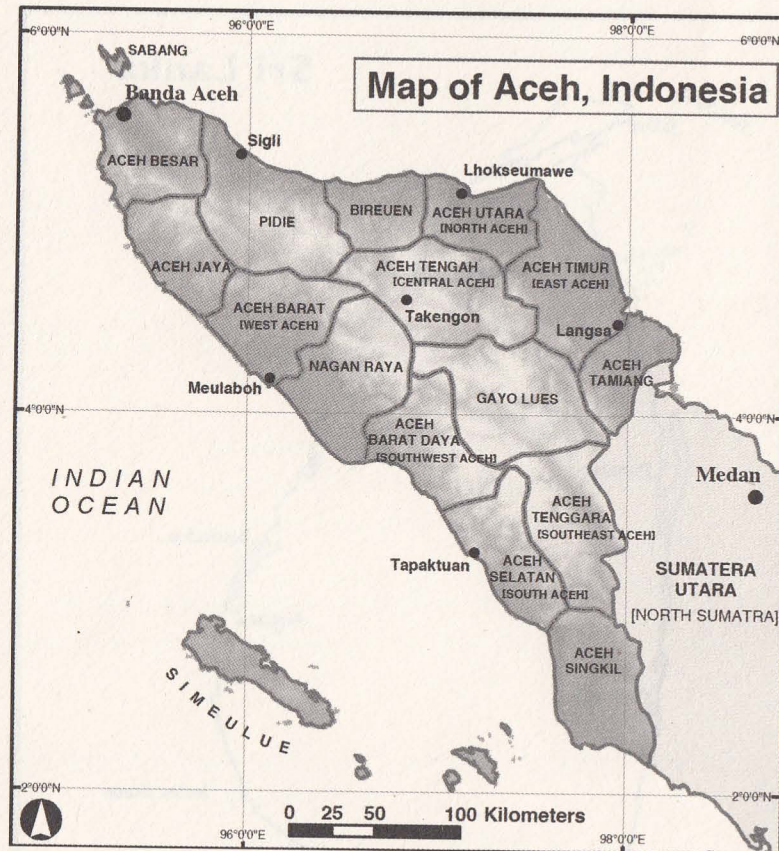 96°0'0"E
98°0'0"E
6°0'0"N
6°0'0"N
SABANG
Map of Aceh, Indonesia
Banda Aceh
Sigli
Lhokseumawe
ACEH BESAR
PIDIE
BIREUEN
ACEH UTARA
[NORTH ACEH]
ACEH JAYA
ACEH TENGAH
[CENTRAL ACEH]
ACEH TIMUR
[EAST ACEH]
ACEH BARAT
[WEST ACEH]
Takengon
Langsa
NAGAN RAYA
ACEH
TAMIANG
Meulaboh
GAYO LUES
4°0'0"N
4°0'0"N
ACEH
BARAT DAYA
[SOUTHWEST ACEH]
INDIAN
OCEAN
Medan
ACEH
TENGGARA
[SOUTHEAST ACEH]
Tapaktuan
ACEH
SELATAN
[SOUTH ACEH]
SUMATERA
UTARA
[NORTH SUMATRA]
ACEH
SINGKIL
SIMEULUE
2°0'0"N
2°0'0"N
0 25 50 100 Kilometers
96°0'0"E
98°0'0"E